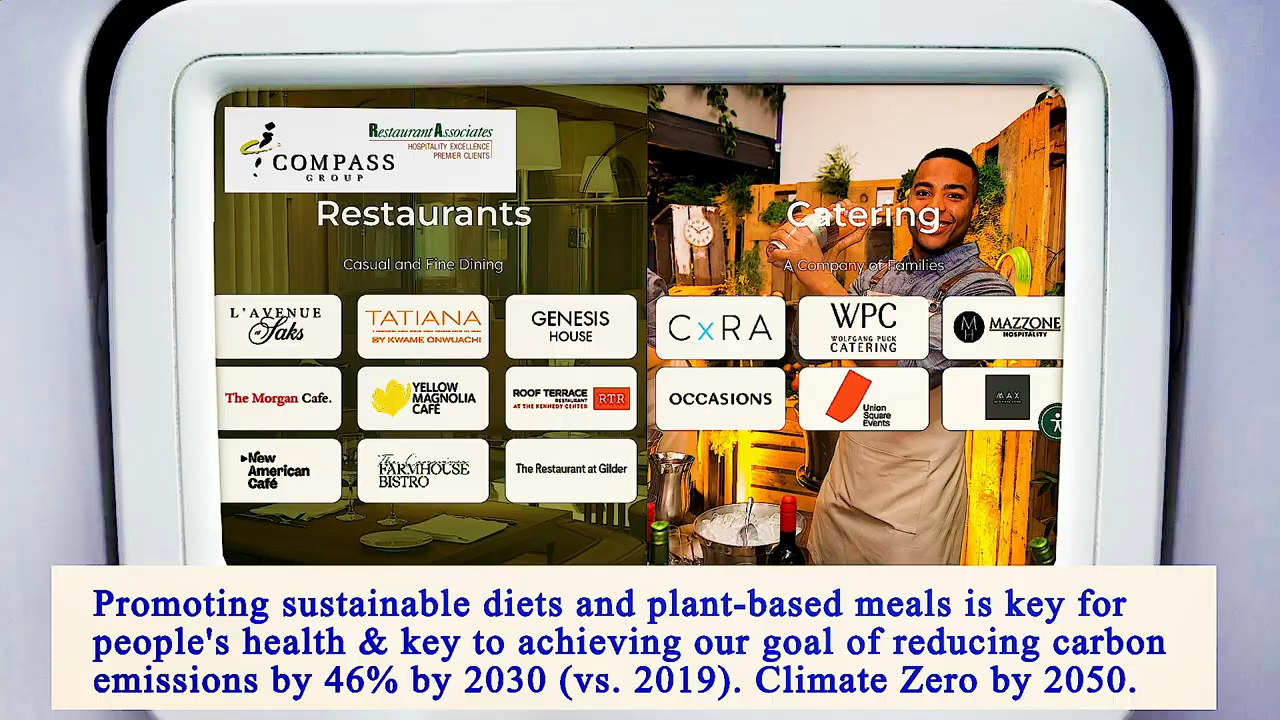 COMPASS
GROUP
Restaurant Associates
HOSPITALITY EXCELLENCE
PREMIER CLIENTS
Restaurants
Casual and Fine Dining
L'AVENUE
Saks
TATIANA
BY KWAME ONWUACHI
GENESIS
HOUSE
The Morgan Cafe.
YELLOW
MAGNOLIA
CAFÉ
ROOF TERRACE
RESTAURANT
AT THE KENNEDY CENTER
RTR
New
American
Café
FARMHOUSE
BISTRO
The Restaurant at Gilder
Catering
A Company of Families
CxRA
WPC
WOLFGANG PUCK
CATERING
MH
MAZZONE
HOSPITALITY
OCCASIONS
Union
Square
Events
MAX
Promoting sustainable diets and plant-based meals is key for
people's health & key to achieving our goal of reducing carbon
emissions by 46% by 2030 (vs. 2019). Climate Zero by 2050.